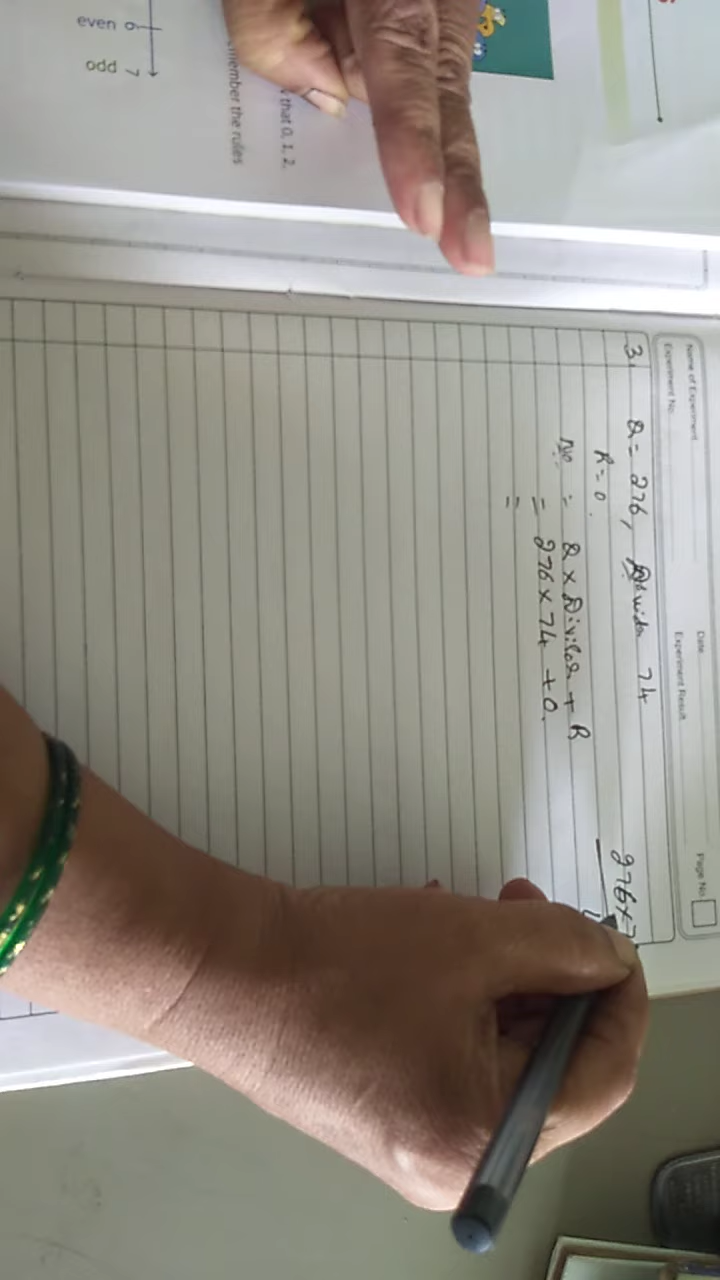 even 6
odd 7
that 0, 1, 2.
member the rules
Name of Experiment
Date
Page No.
Experiment No.
Experiment Result
3. Q = 276, Divisor 74
R = 0.
No = Q × Divisor + R
= 276 × 74 + 0.
=
276×7